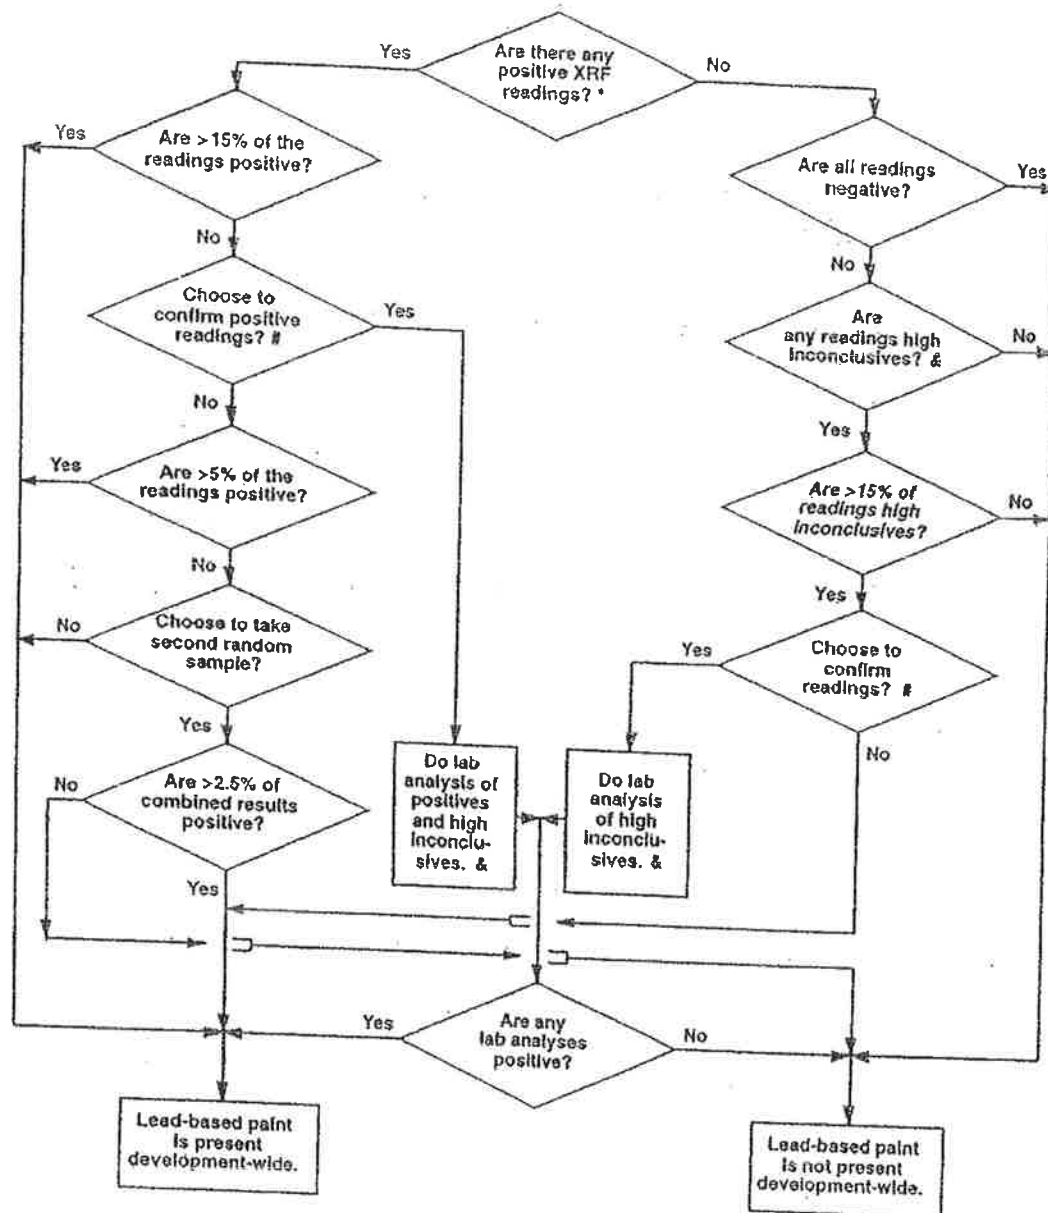 Are there any
positive XRF
readings? *
Yes
No
Are >15% of the
readings positive?
Yes
No
Are all readings
negative?
Yes
No
Choose to
confirm positive
readings? #
Yes
No
Are
any readings high
inconclusives? &
No
Yes
Are >5% of the
readings positive?
Yes
No
Are >15% of
readings high
inconclusives?
No
Yes
Choose to take
second random
sample?
No
Yes
Choose to
confirm
readings? #
Yes
No
Are >2.5% of
combined results
positive?
No
Yes
Do lab
analysis of
positives
and high
inconclu-
sives. &
Do lab
analysis
of high
inconclu-
sives. &
Are any
lab analyses
positive?
Yes
No
Lead-based paint
is present
development-wide.
Lead-based paint
is not present
development-wide.